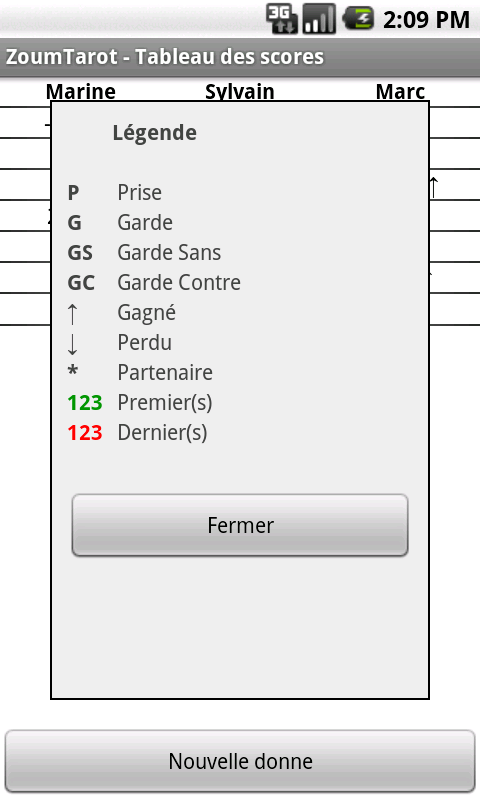 3G 2:09 PM
ZoumTarot - Tableau des scores
Marine Sylvain Marc
Légende
P Prise
G Garde
GS Garde Sans
GC Garde Contre
↑ Gagné
↓ Perdu
* Partenaire
123 Premier(s)
123 Dernier(s)
Fermer
Nouvelle donne